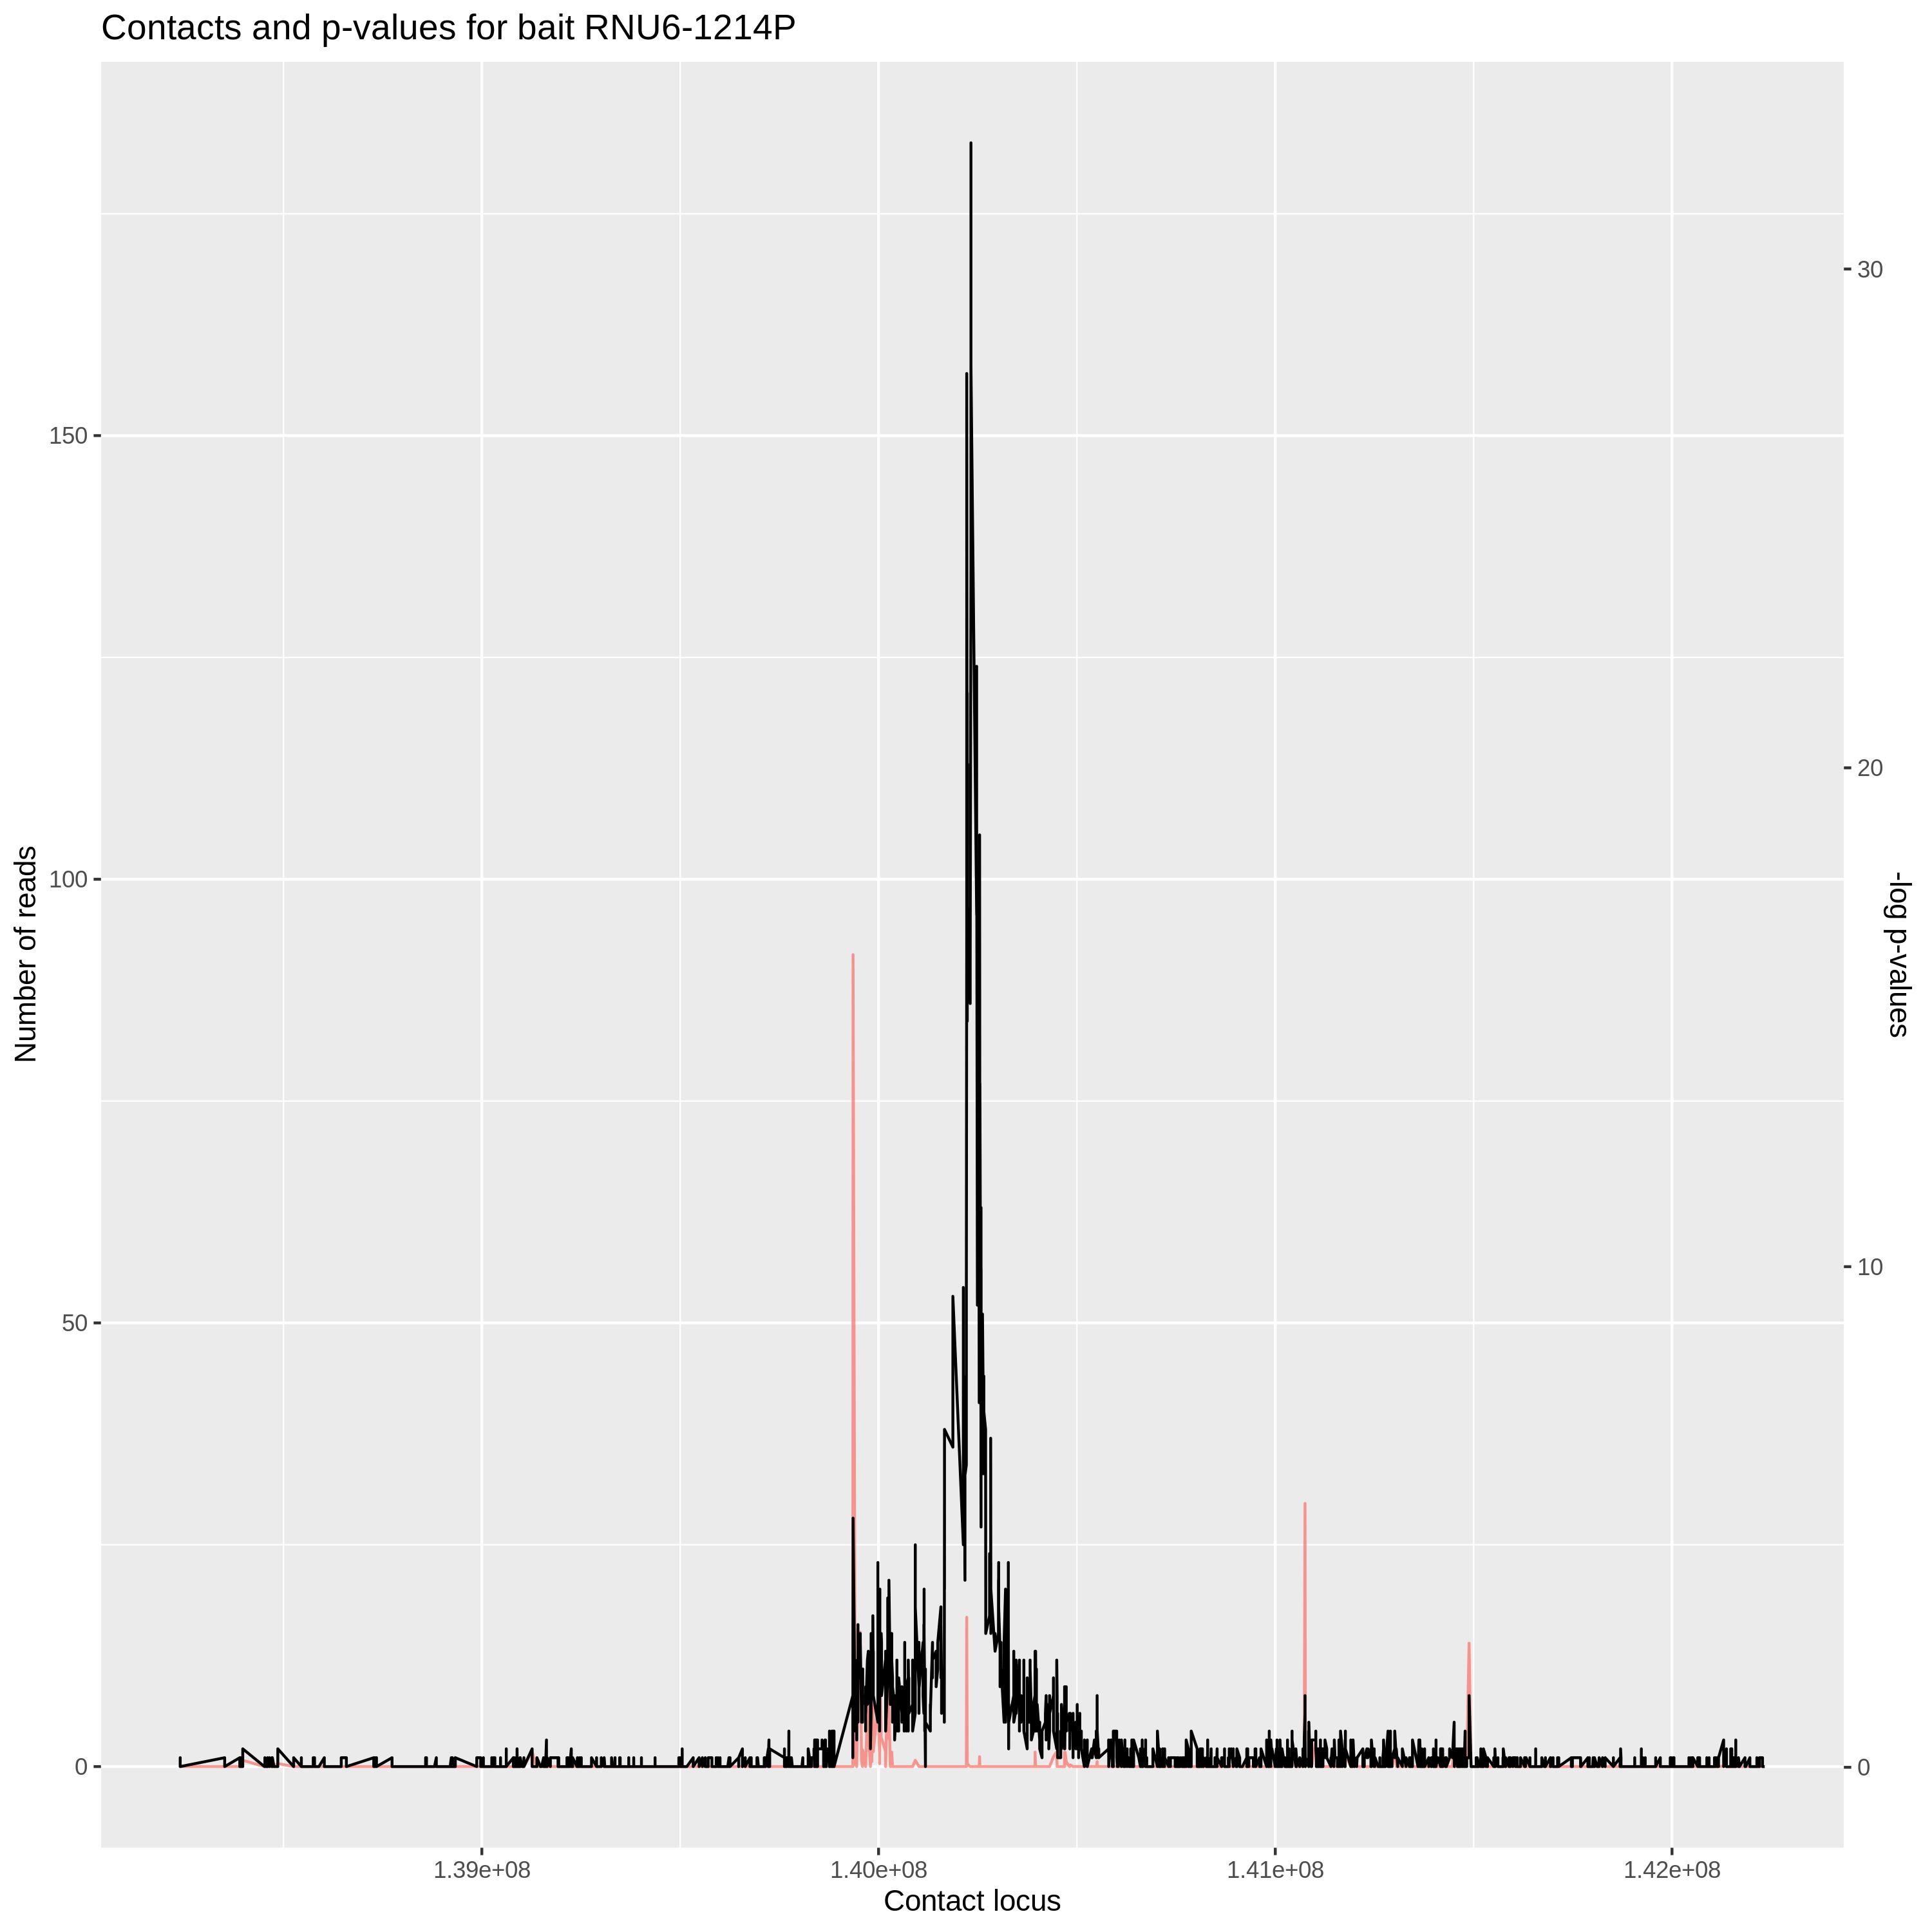 Contacts and p-values for bait RNU6-1214P
150
100
50
0
Number of reads
30
20
10
0
-log p-values
1.39e+08 1.40e+08 1.41e+08 1.42e+08
Contact locus